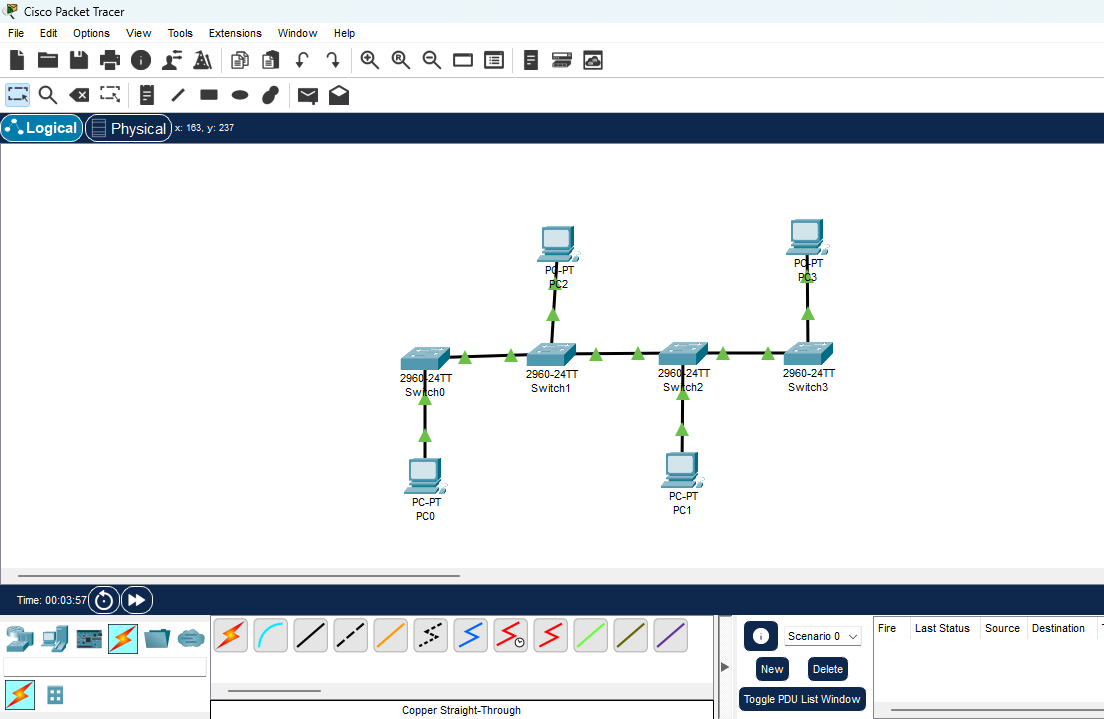 Cisco Packet Tracer
File Edit Options View Tools Extensions Window Help
Logical Physical x: 163, y: 237
PC-PT
PC2
PC-PT
PC3
2960-24TT
Switch0
2960-24TT
Switch1
2960-24TT
Switch2
2960-24TT
Switch3
PC-PT
PC0
PC-PT
PC1
Time: 00:03:57
Scenario 0
New Delete
Toggle PDU List Window
Fire Last Status Source Destination
Copper Straight-Through